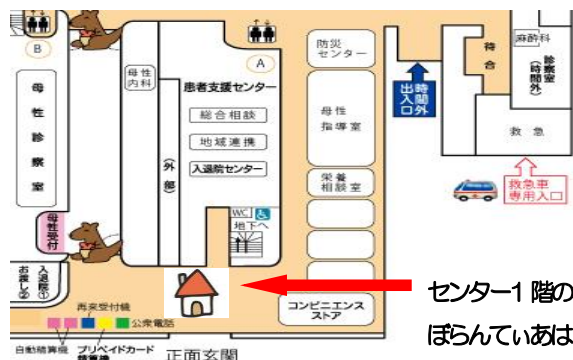 B
A
母性診察室
母性
内科
（外部）
患者支援センター
総合相談
地域連携
入退院センター
WC
地下へ
防災
センター
母性
指導室
栄養
相談室
コンビニエンス
ストア
時間外
出入口
待合
麻酔科
診察室
（時間外）
救急
救急車
専用入口
母性受付
入退院①
お渡し②
再来受付機
公衆電話
自動精算機
プリペイドカード
精算機
正面玄関
センター1階の
ぼらんてぃあは